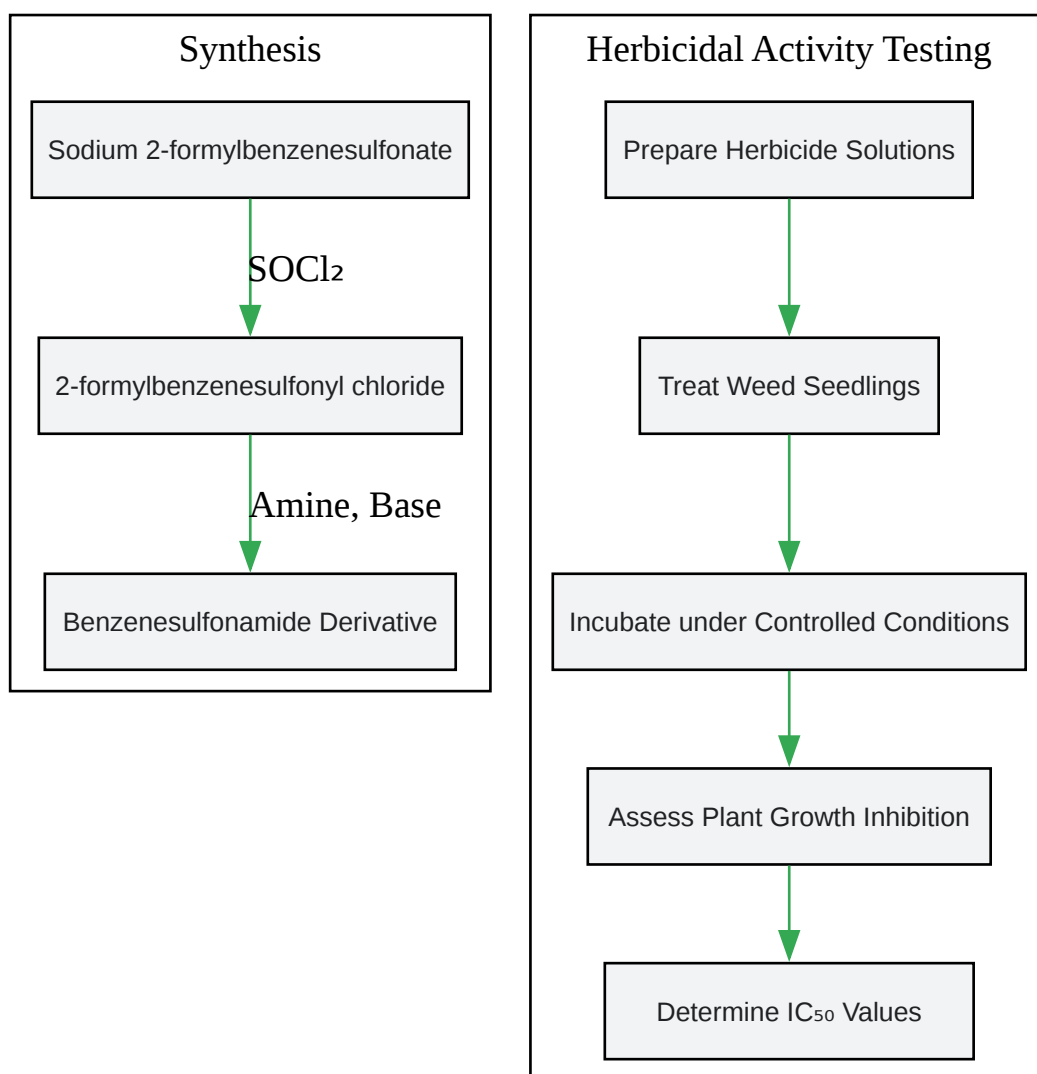 Synthesis
Sodium 2-formylbenzenesulfonate
SOCl₂
2-formylbenzenesulfonyl chloride
Amine, Base
Benzenesulfonamide Derivative
Herbicidal Activity Testing
Prepare Herbicide Solutions
Treat Weed Seedlings
Incubate under Controlled Conditions
Assess Plant Growth Inhibition
Determine IC₅₀ Values